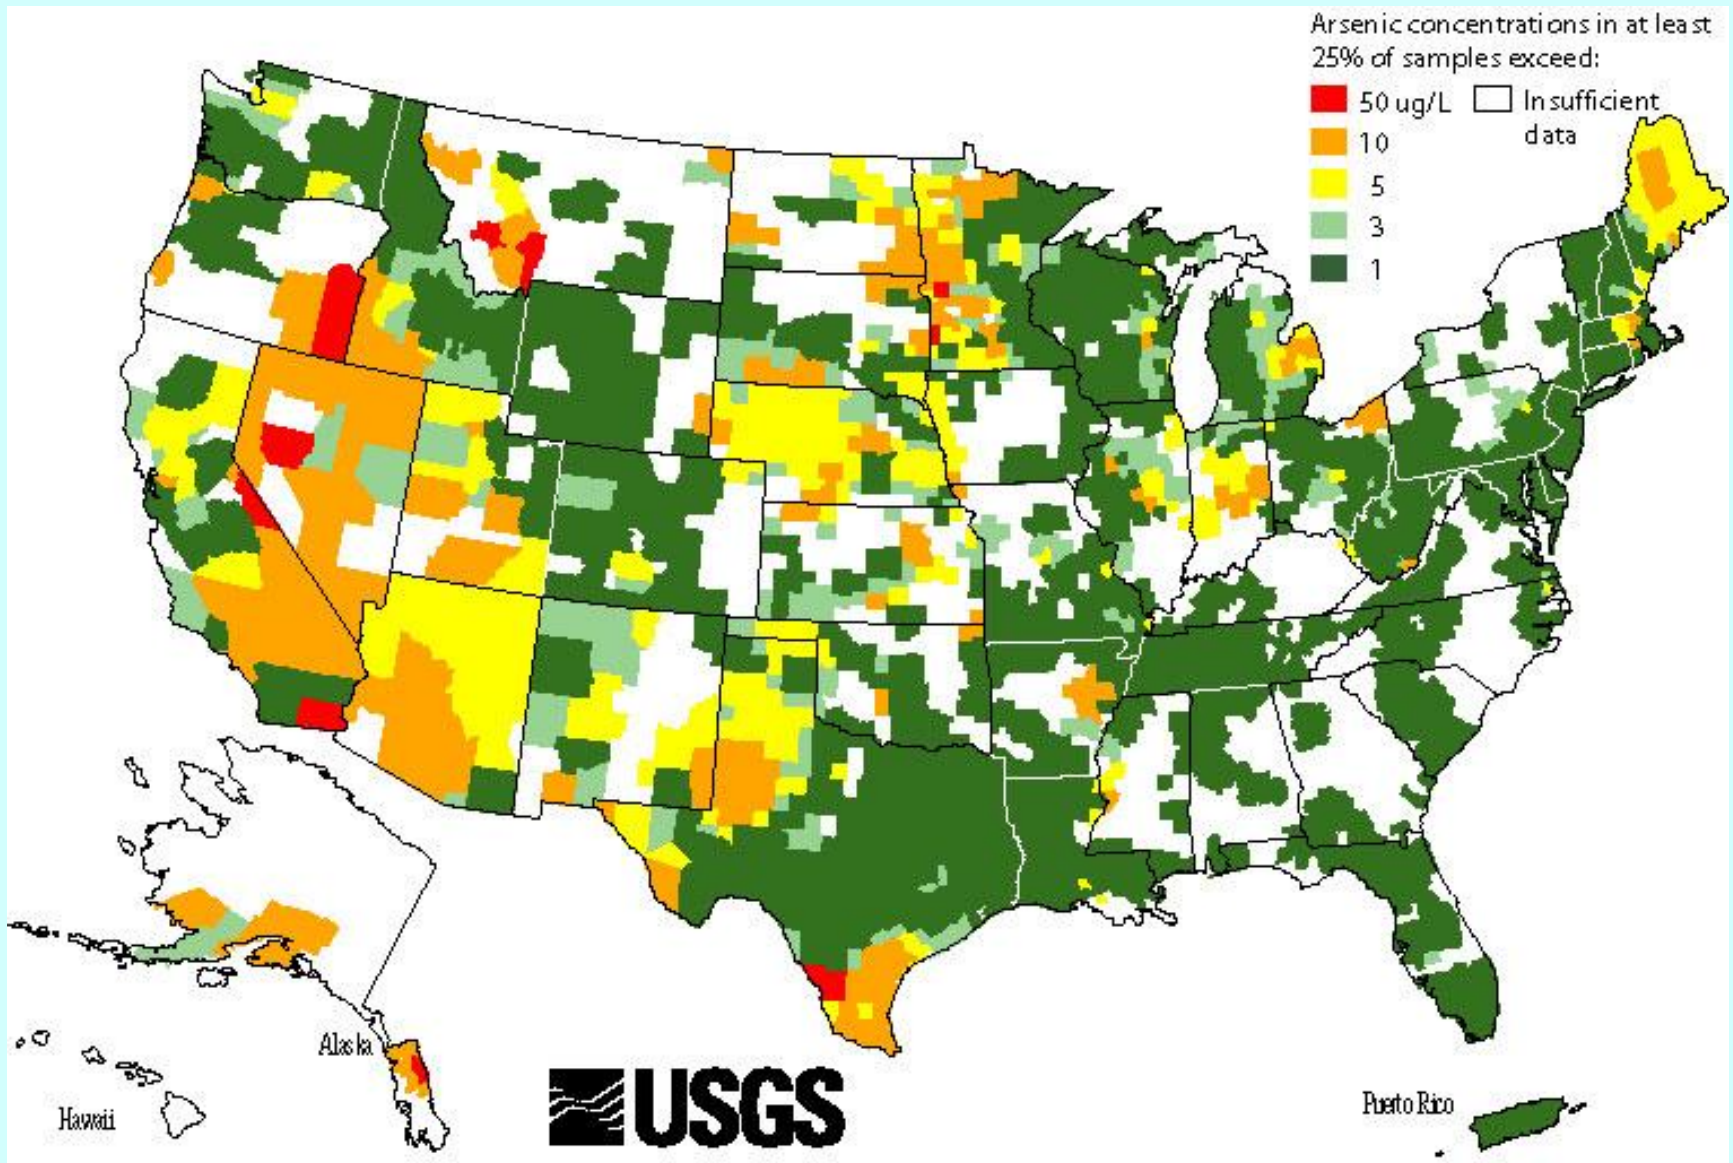 Arsenic concentrations in at least
25% of samples exceed:
50 ug/L
Insufficient
data
10
5
3
1
Alaska
Hawaii
USGS
Puerto Rico